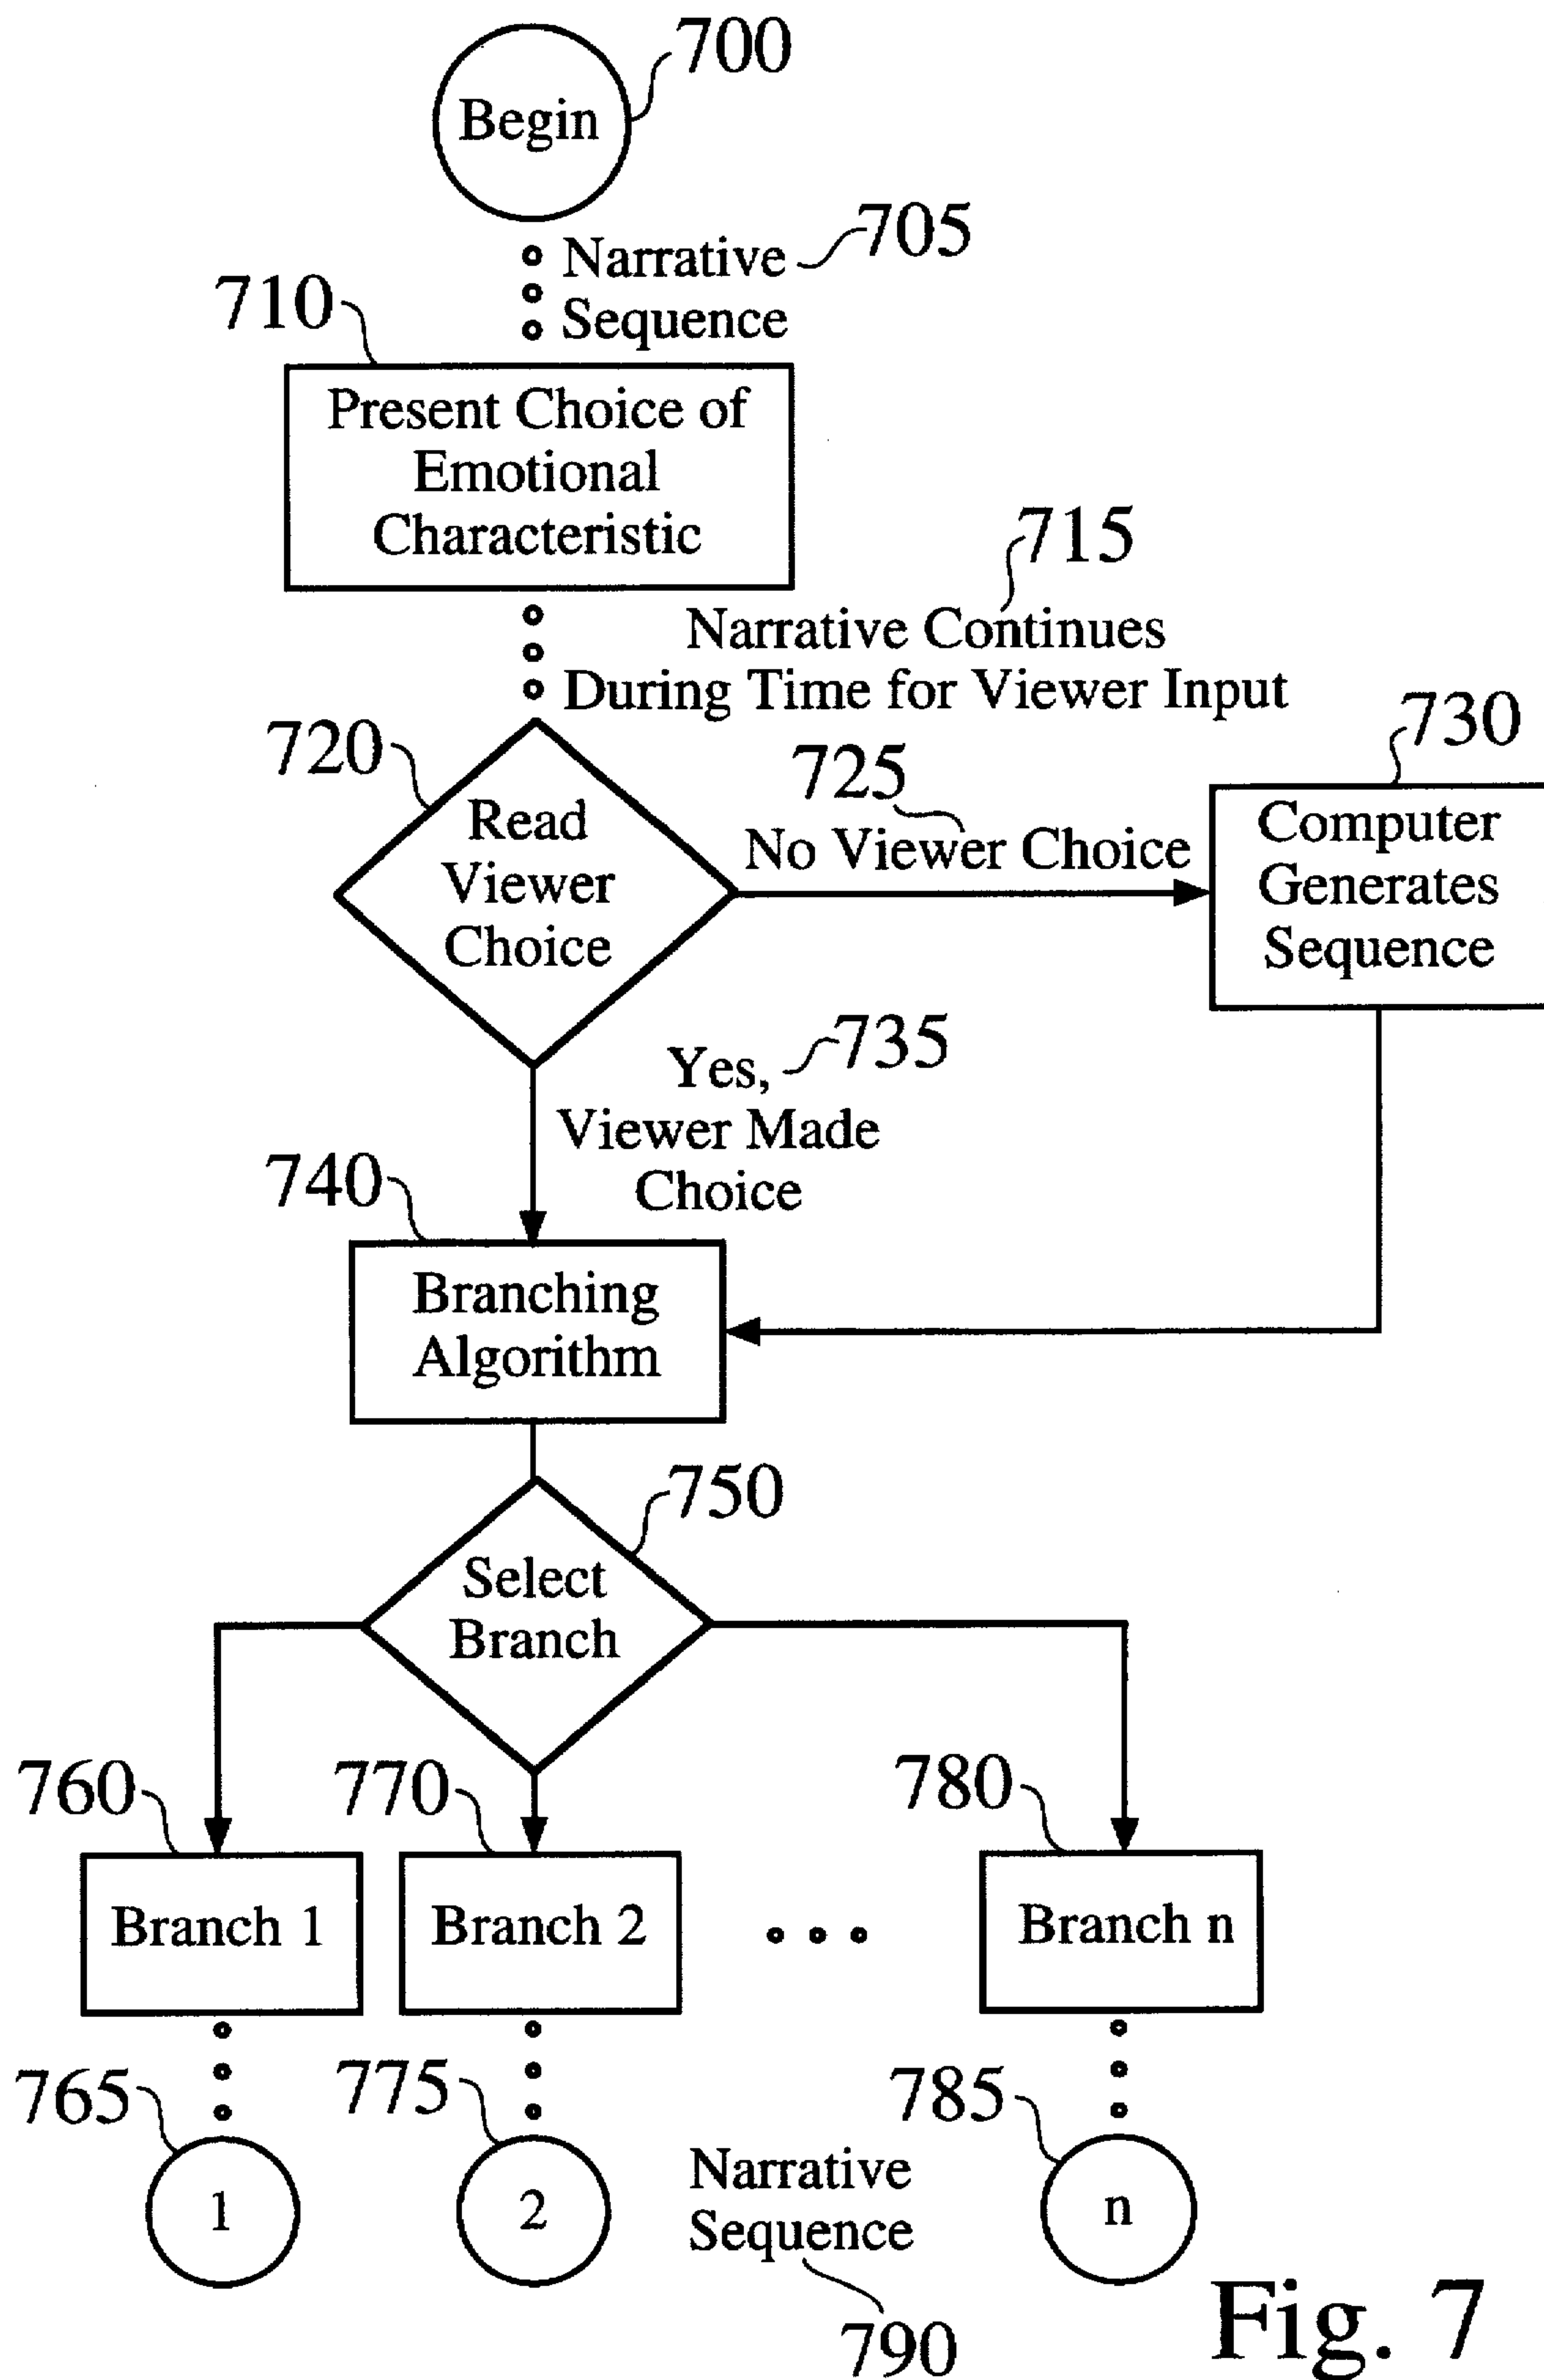 700
Begin
705
Narrative
Sequence
710
Present Choice of
Emotional
Characteristic
715
Narrative Continues
During Time for Viewer Input
720
Read
Viewer
Choice
725
No Viewer Choice
730
Computer
Generates
Sequence
735
Yes,
Viewer Made
Choice
740
Branching
Algorithm
750
Select
Branch
760
770
780
Branch 1
Branch 2
Branch n
765
775
785
1
2
n
Narrative
Sequence
790
Fig. 7